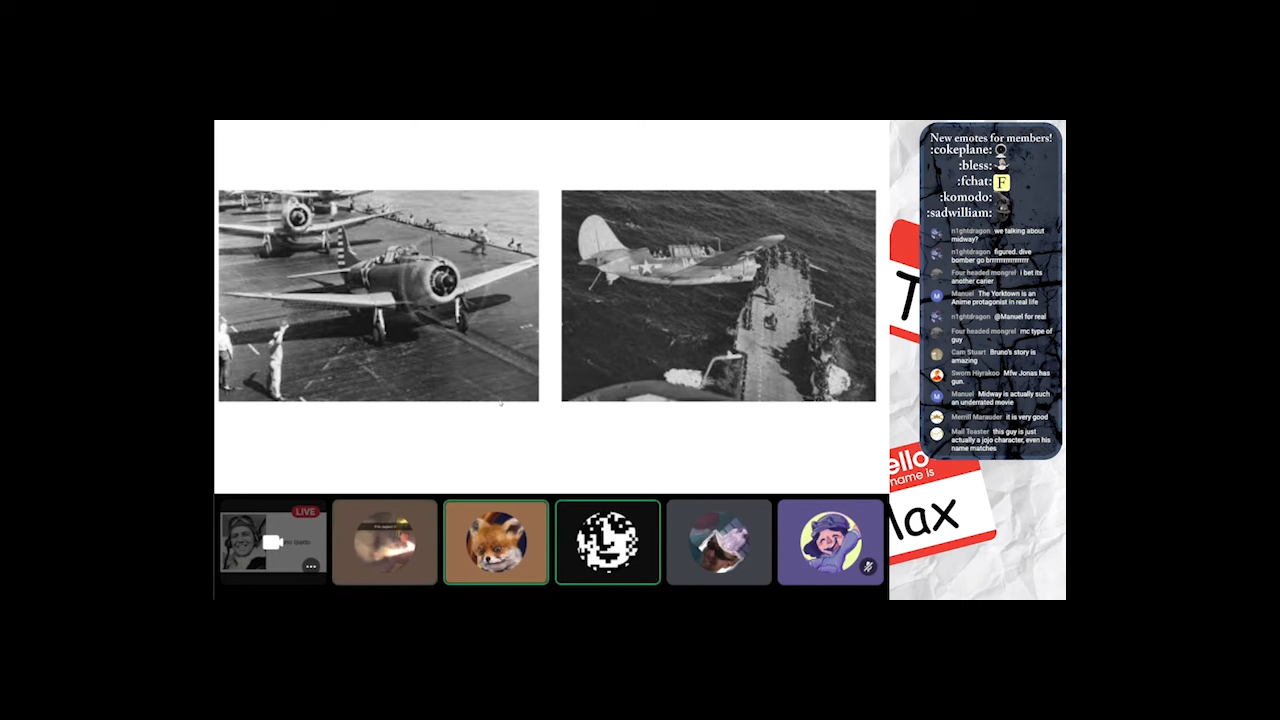 New emotes for members!
:cokeplane:
:bless:
:fchat: F
:komodo:
:sadwilliam:
n1ghtdragon we talking about
midway?
n1ghtdragon figured. dive
bomber go brrrrrrrrrrrrrrrrr
Four headed mongrel i bet its
another carier
M Manuel The Yorktown is an
Anime protagonist in real life
n1ghtdragon @Manuel for real
Four headed mongrel mc type of
guy
Cam Stuart Bruno's story is
amazing
Sworn Hiyrakoo Mfw Jonas has
gun.
M Manuel Midway is actually such
an underrated movie
Merrill Marauder it is very good
Mail Toaster this guy is just
actually a jojo character, even his
name matches
ello
name is
Max
LIVE